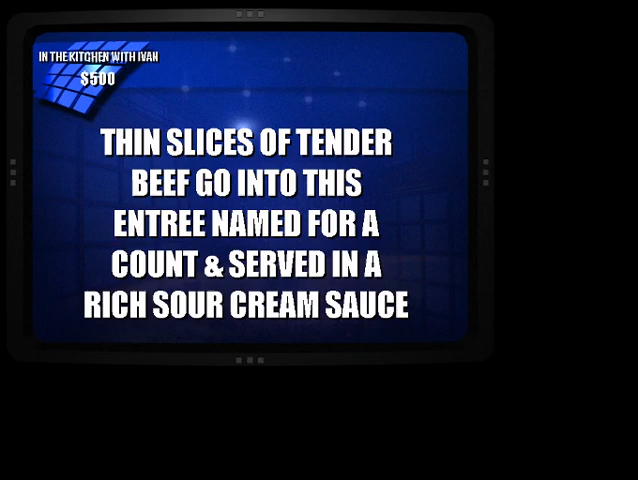 IN THE KITCHEN WITH IVAN
$500
THIN SLICES OF TENDER
BEEF GO INTO THIS
ENTREE NAMED FOR A
COUNT & SERVED IN A
RICH SOUR CREAM SAUCE